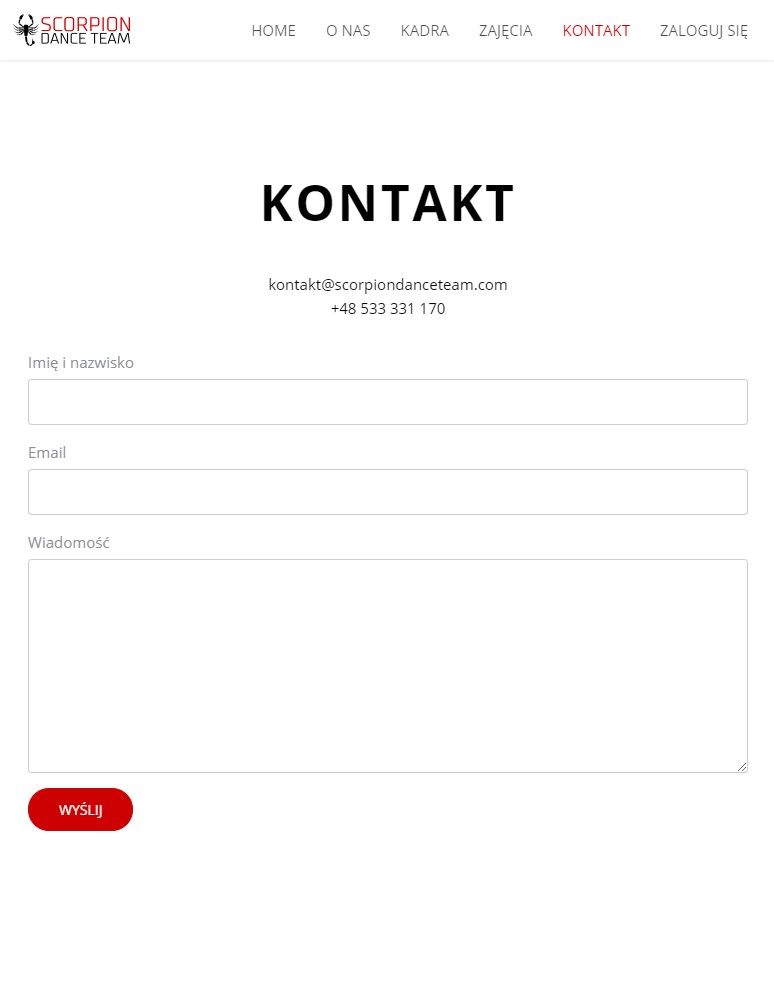 SCORPION
DANCE TEAM
HOME O NAS KADRA ZAJĘCIA KONTAKT ZALOGUJ SIĘ
KONTAKT
kontakt@scorpiondanceteam.com
+48 533 331 170
Imię i nazwisko
Email
Wiadomość
WYŚLIJ